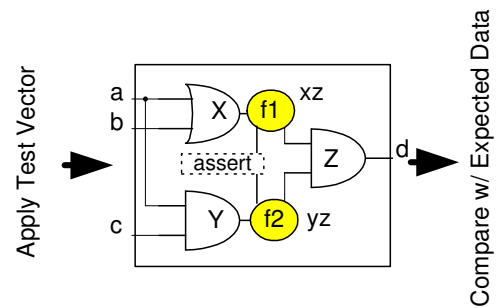 Apply Test Vector
a
b
c
X
f1
xz
assert
Z
d
Y
f2
yz
Compare w/ Expected Data